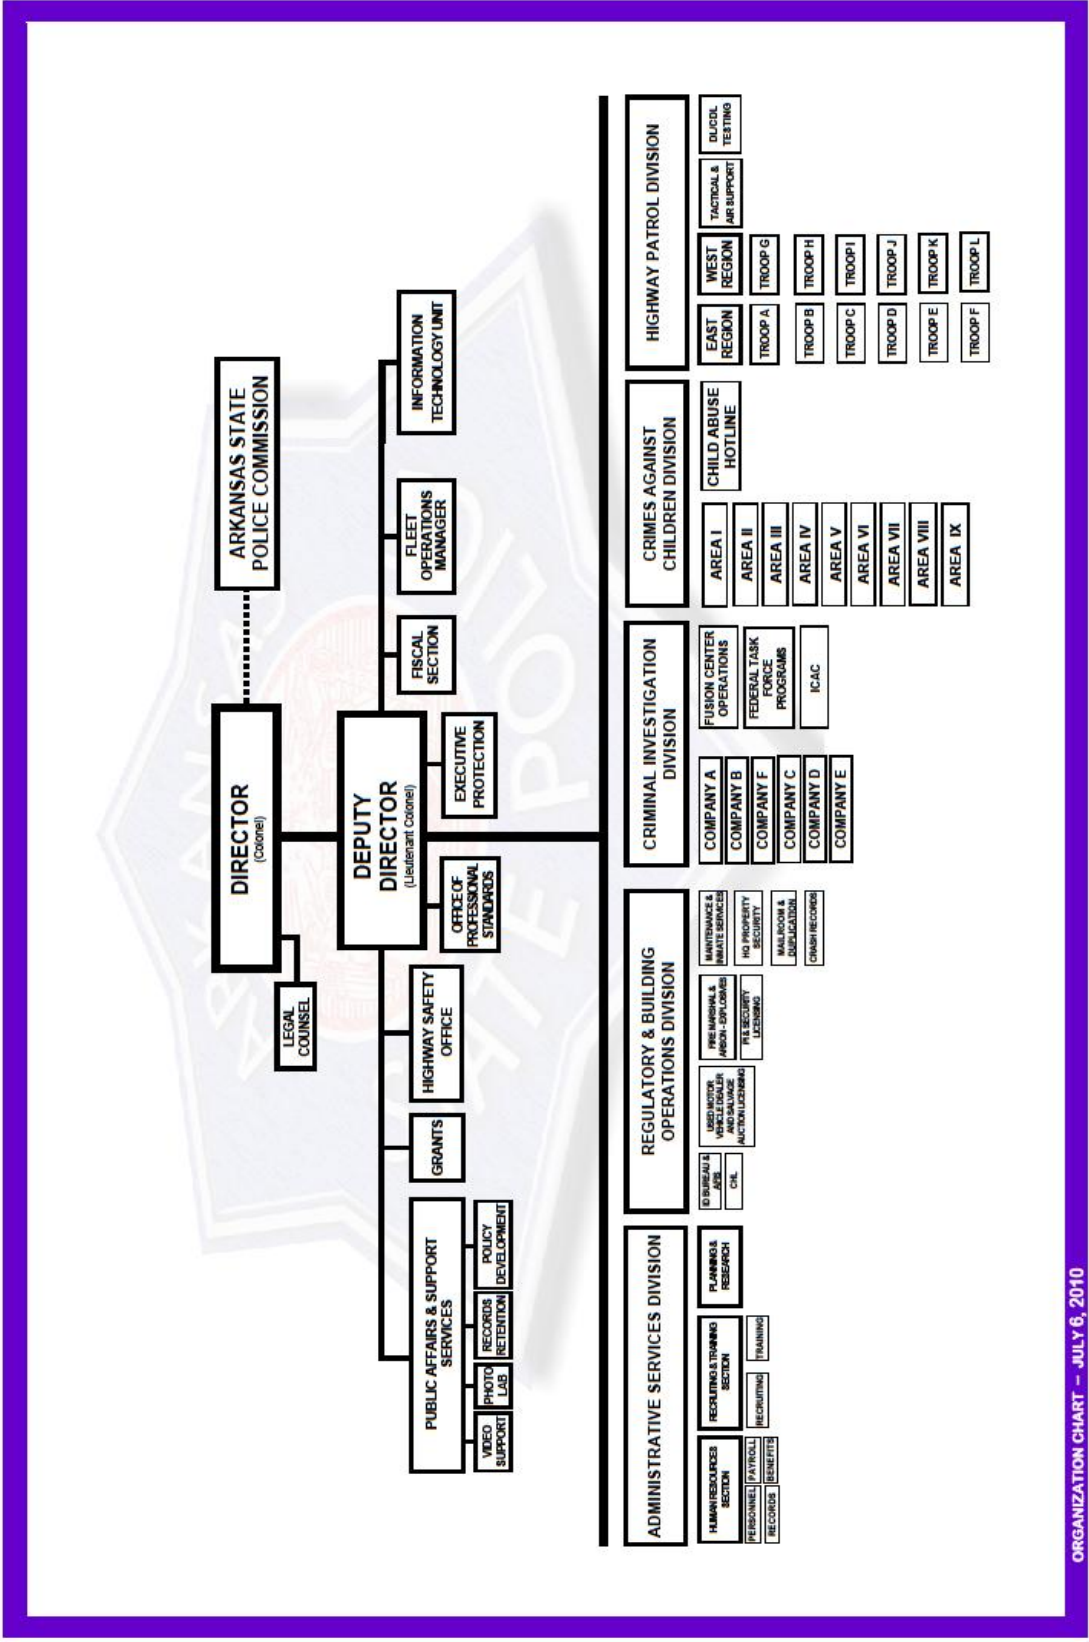 ARKANSAS STATE
POLICE COMMISSION
DIRECTOR
(Colonel)
LEGAL
COUNSEL
DEPUTY
DIRECTOR
(Lieutenant Colonel)
PUBLIC AFFAIRS & SUPPORT
SERVICES
VIDEO
SUPPORT
PHOTO
LAB
RECORDS
RETENTION
POLICY
DEVELOPMENT
GRANTS
HIGHWAY SAFETY
OFFICE
OFFICE OF
PROFESSIONAL
STANDARDS
EXECUTIVE
PROTECTION
FISCAL
SECTION
FLEET
OPERATIONS
MANAGER
INFORMATION
TECHNOLOGY UNIT
ADMINISTRATIVE SERVICES DIVISION
HUMAN RESOURCES
SECTION
PERSONNEL
PAYROLL
RECORDS
BENEFITS
RECRUITING & TRAINING
SECTION
RECRUITING
TRAINING
PLANNING &
RESEARCH
REGULATORY & BUILDING
OPERATIONS DIVISION
ID BUREAU &
AFIS
CHL
USED MOTOR
VEHICLE DEALER
AND SALVAGE
AUCTION LICENSING
FIRE MARSHAL &
ARSON - EXPLOSIVES
PI & SECURITY
LICENSING
MAINTENANCE &
INMATE SERVICES
HQ PROPERTY
SECURITY
MAILROOM &
DUPLICATION
CRASH RECORDS
CRIMINAL INVESTIGATION
DIVISION
COMPANY A
COMPANY B
COMPANY F
COMPANY C
COMPANY D
COMPANY E
FUSION CENTER
OPERATIONS
FEDERAL TASK
FORCE
PROGRAMS
ICAC
CRIMES AGAINST
CHILDREN DIVISION
AREA I
AREA II
AREA III
AREA IV
AREA V
AREA VI
AREA VII
AREA VIII
AREA IX
CHILD ABUSE
HOTLINE
HIGHWAY PATROL DIVISION
EAST
REGION
TROOP A
TROOP B
TROOP C
TROOP D
TROOP E
TROOP F
WEST
REGION
TROOP G
TROOP H
TROOP I
TROOP J
TROOP K
TROOP L
TACTICAL &
AIR SUPPORT
DL/CDL
TESTING
ORGANIZATION CHART – JULY 6, 2010